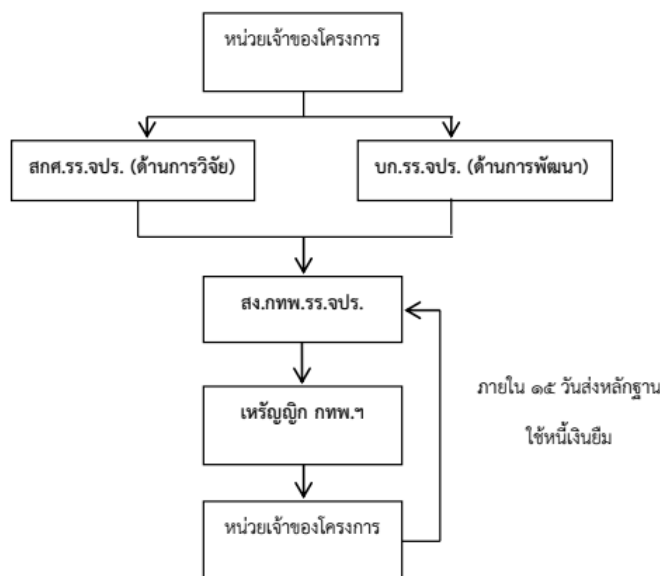 หน่วยเจ้าของโครงการ
สกศ.รร.จปร. (ด้านการวิจัย)
บก.รร.จปร. (ด้านการพัฒนา)
สง.กทพ.รร.จปร.
เหรัญญิก กทพ.ฯ
ภายใน ๑๕ วันส่งหลักฐาน
ใช้หนี้เงินยืม
หน่วยเจ้าของโครงการ